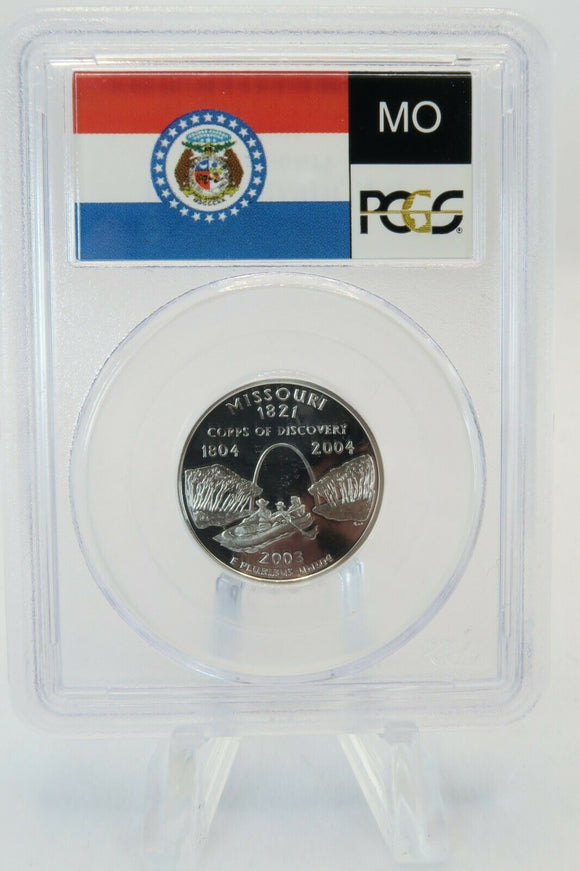 MO
PCGS
MISSOURI
1821
CORPS OF DISCOVERY
1804 2004
2003
E PLURIBUS UNUM